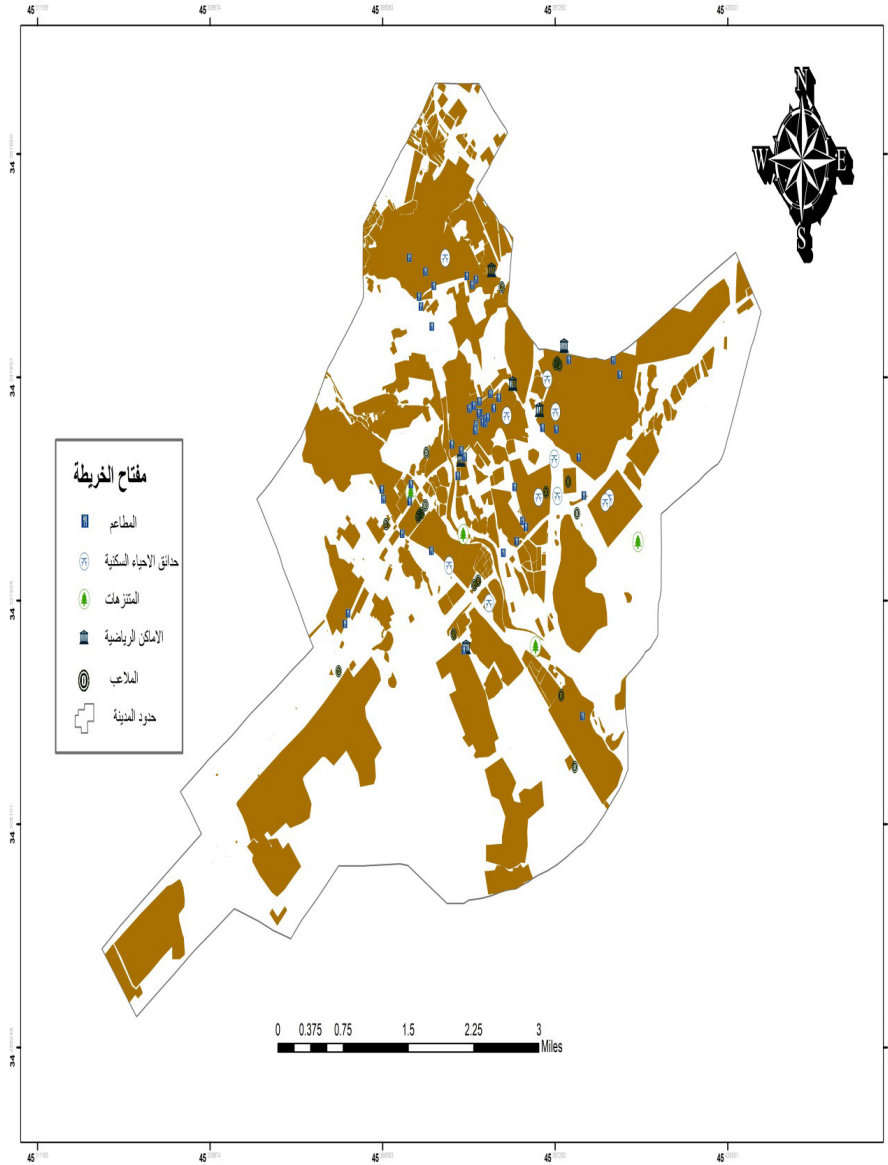 45 45 45 45 45
N
W E
S
34
34
34
34
34
مفتاح الخريطة
المطاعم
حدائق الاحياء السكنية
المتنزهات
الاماكن الرياضية
الملاعب
حدود المدينة
0 0.375 0.75 1.5 2.25 3
Miles
45 45 45 45 45